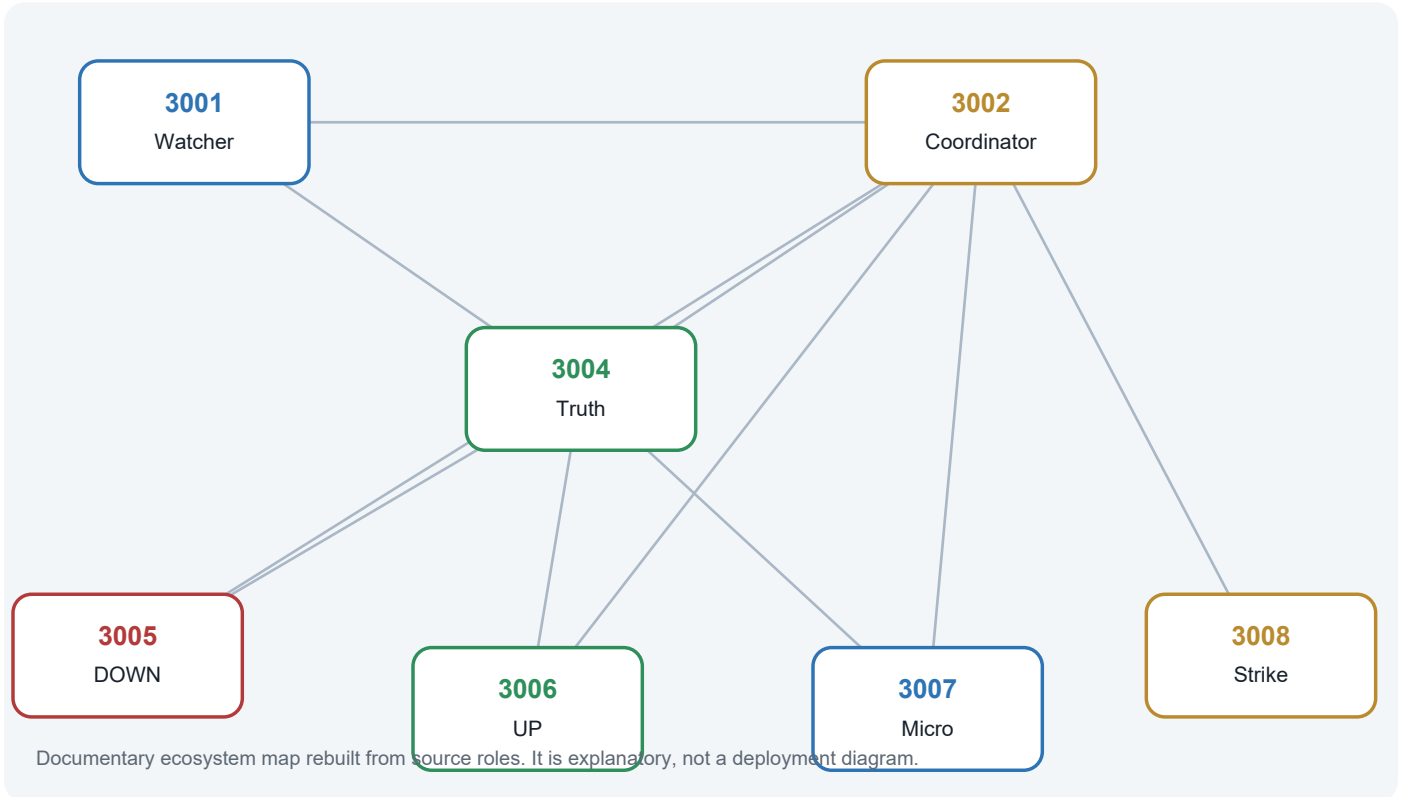 3001
Watcher
3002
Coordinator
3004
Truth
3005
DOWN
3006
UP
3007
Micro
3008
Strike
Documentary ecosystem map rebuilt from source roles. It is explanatory, not a deployment diagram.